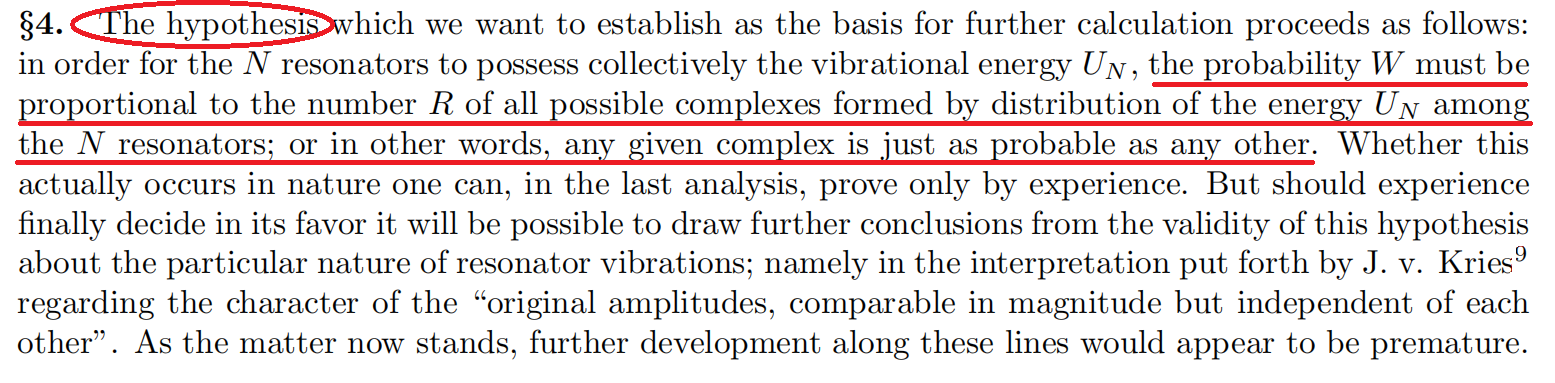 §4. The hypothesis which we want to establish as the basis for further calculation proceeds as follows:
in order for the N resonators to possess collectively the vibrational energy U_N, the probability W must be
proportional to the number R of all possible complexes formed by distribution of the energy U_N among
the N resonators; or in other words, any given complex is just as probable as any other. Whether this
actually occurs in nature one can, in the last analysis, prove only by experience. But should experience
finally decide in its favor it will be possible to draw further conclusions from the validity of this hypothesis
about the particular nature of resonator vibrations; namely in the interpretation put forth by J. v. Kries⁹
regarding the character of the “original amplitudes, comparable in magnitude but independent of each
other”. As the matter now stands, further development along these lines would appear to be premature.